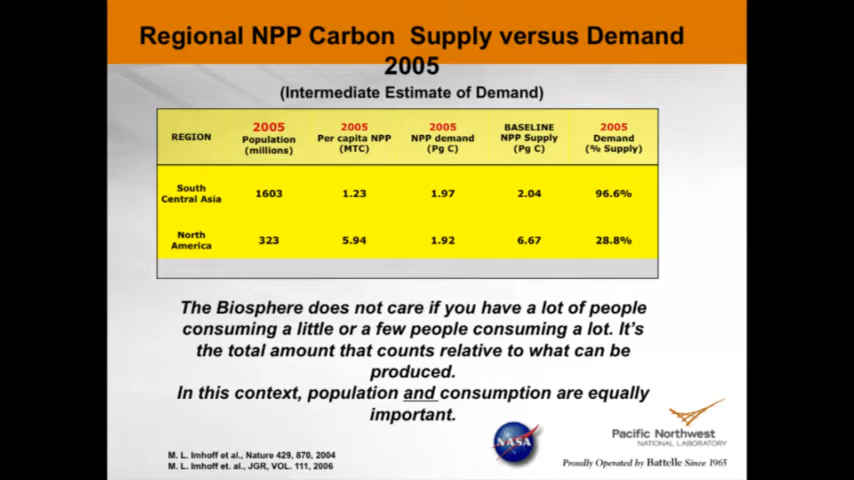 Regional NPP Carbon Supply versus Demand
2005
(Intermediate Estimate of Demand)
REGION 2005 Population (millions) 2005 Per capita NPP (MTC) 2005 NPP demand (Pg C) BASELINE NPP Supply (Pg C) 2005 Demand (% Supply)
South Central Asia 1603 1.23 1.97 2.04 96.6%
North America 323 5.94 1.92 6.67 28.8%
The Biosphere does not care if you have a lot of people
consuming a little or a few people consuming a lot. It's
the total amount that counts relative to what can be
produced.
In this context, population and consumption are equally
important.
NASA
Pacific Northwest
NATIONAL LABORATORY
Proudly Operated by Battelle Since 1965
M. L. Imhoff et al., Nature 429, 870, 2004
M. L. Imhoff et. al., JGR, VOL. 111, 2006